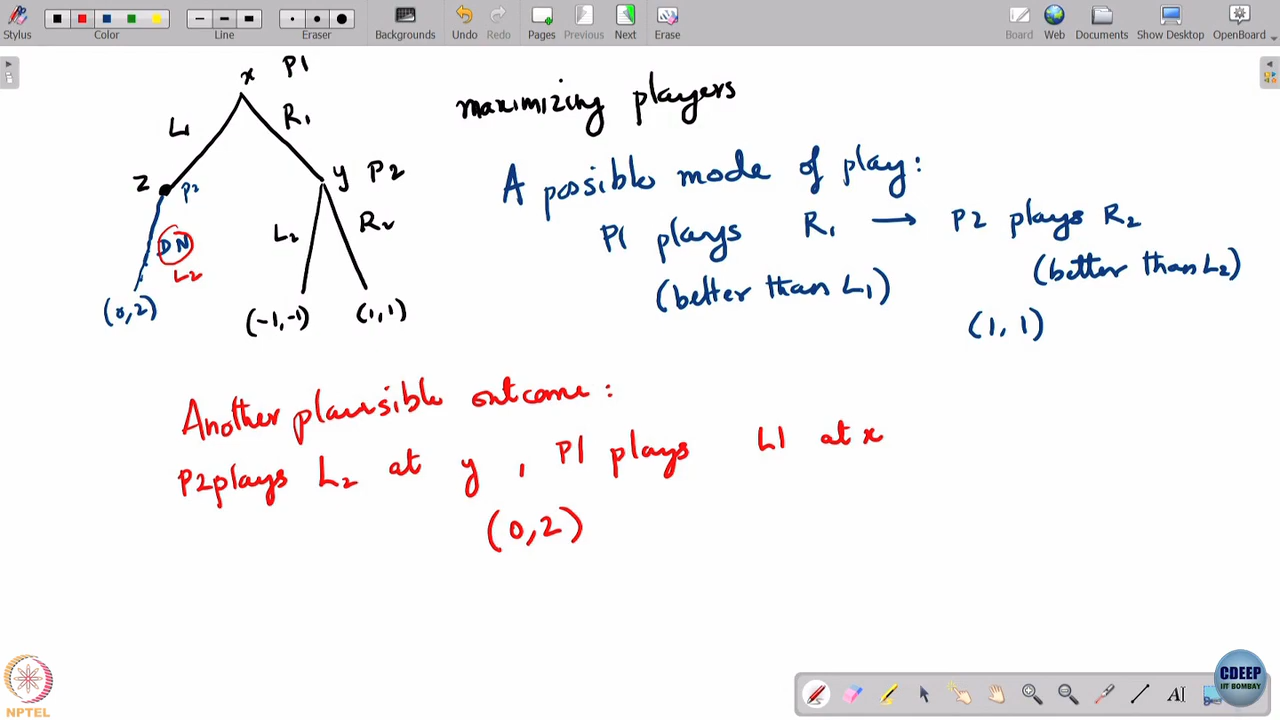 Stylus
Color
Line
Eraser
Backgrounds
Undo
Redo
Pages
Previous
Next
Erase
Board
Web
Documents
Show Desktop
OpenBoard
x P1
L1
R1
z P2
y P2
DN
L2
L2
R2
(0,2)
(-1,-1)
(1,1)
maximizing players
A possible mode of play:
P1 plays R1 → P2 plays R2
(better than L1) (better than L2)
(1, 1)
Another plausible outcome:
P2 plays L2 at y, P1 plays L1 at x
(0,2)
NPTEL
CDEEP
IIT BOMBAY